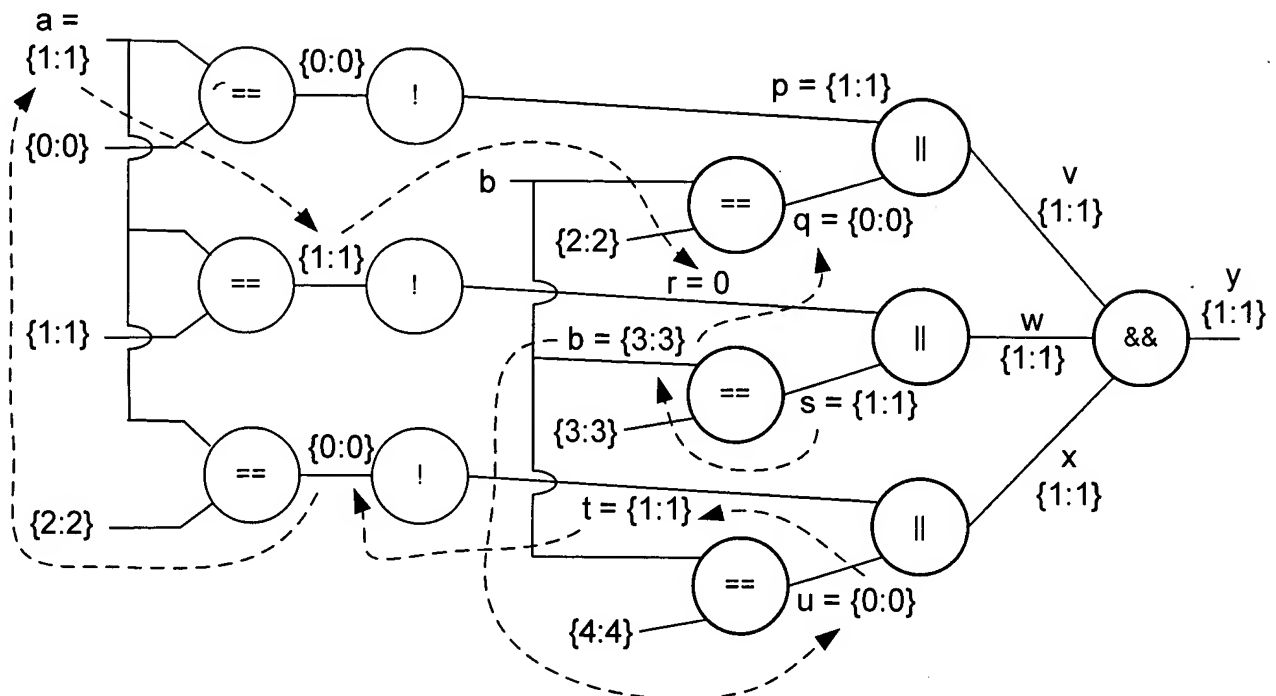 a =
{1:1}
{0:0}
==
{0:0}
!
p = {1:1}
||
b
==
{2:2}
q = {0:0}
v
{1:1}
{1:1}
==
{1:1}
!
r = 0
b = {3:3}
==
{3:3}
s = {1:1}
||
w
{1:1}
&&
y
{1:1}
{2:2}
==
{0:0}
!
t = {1:1}
==
{4:4}
u = {0:0}
||
x
{1:1}